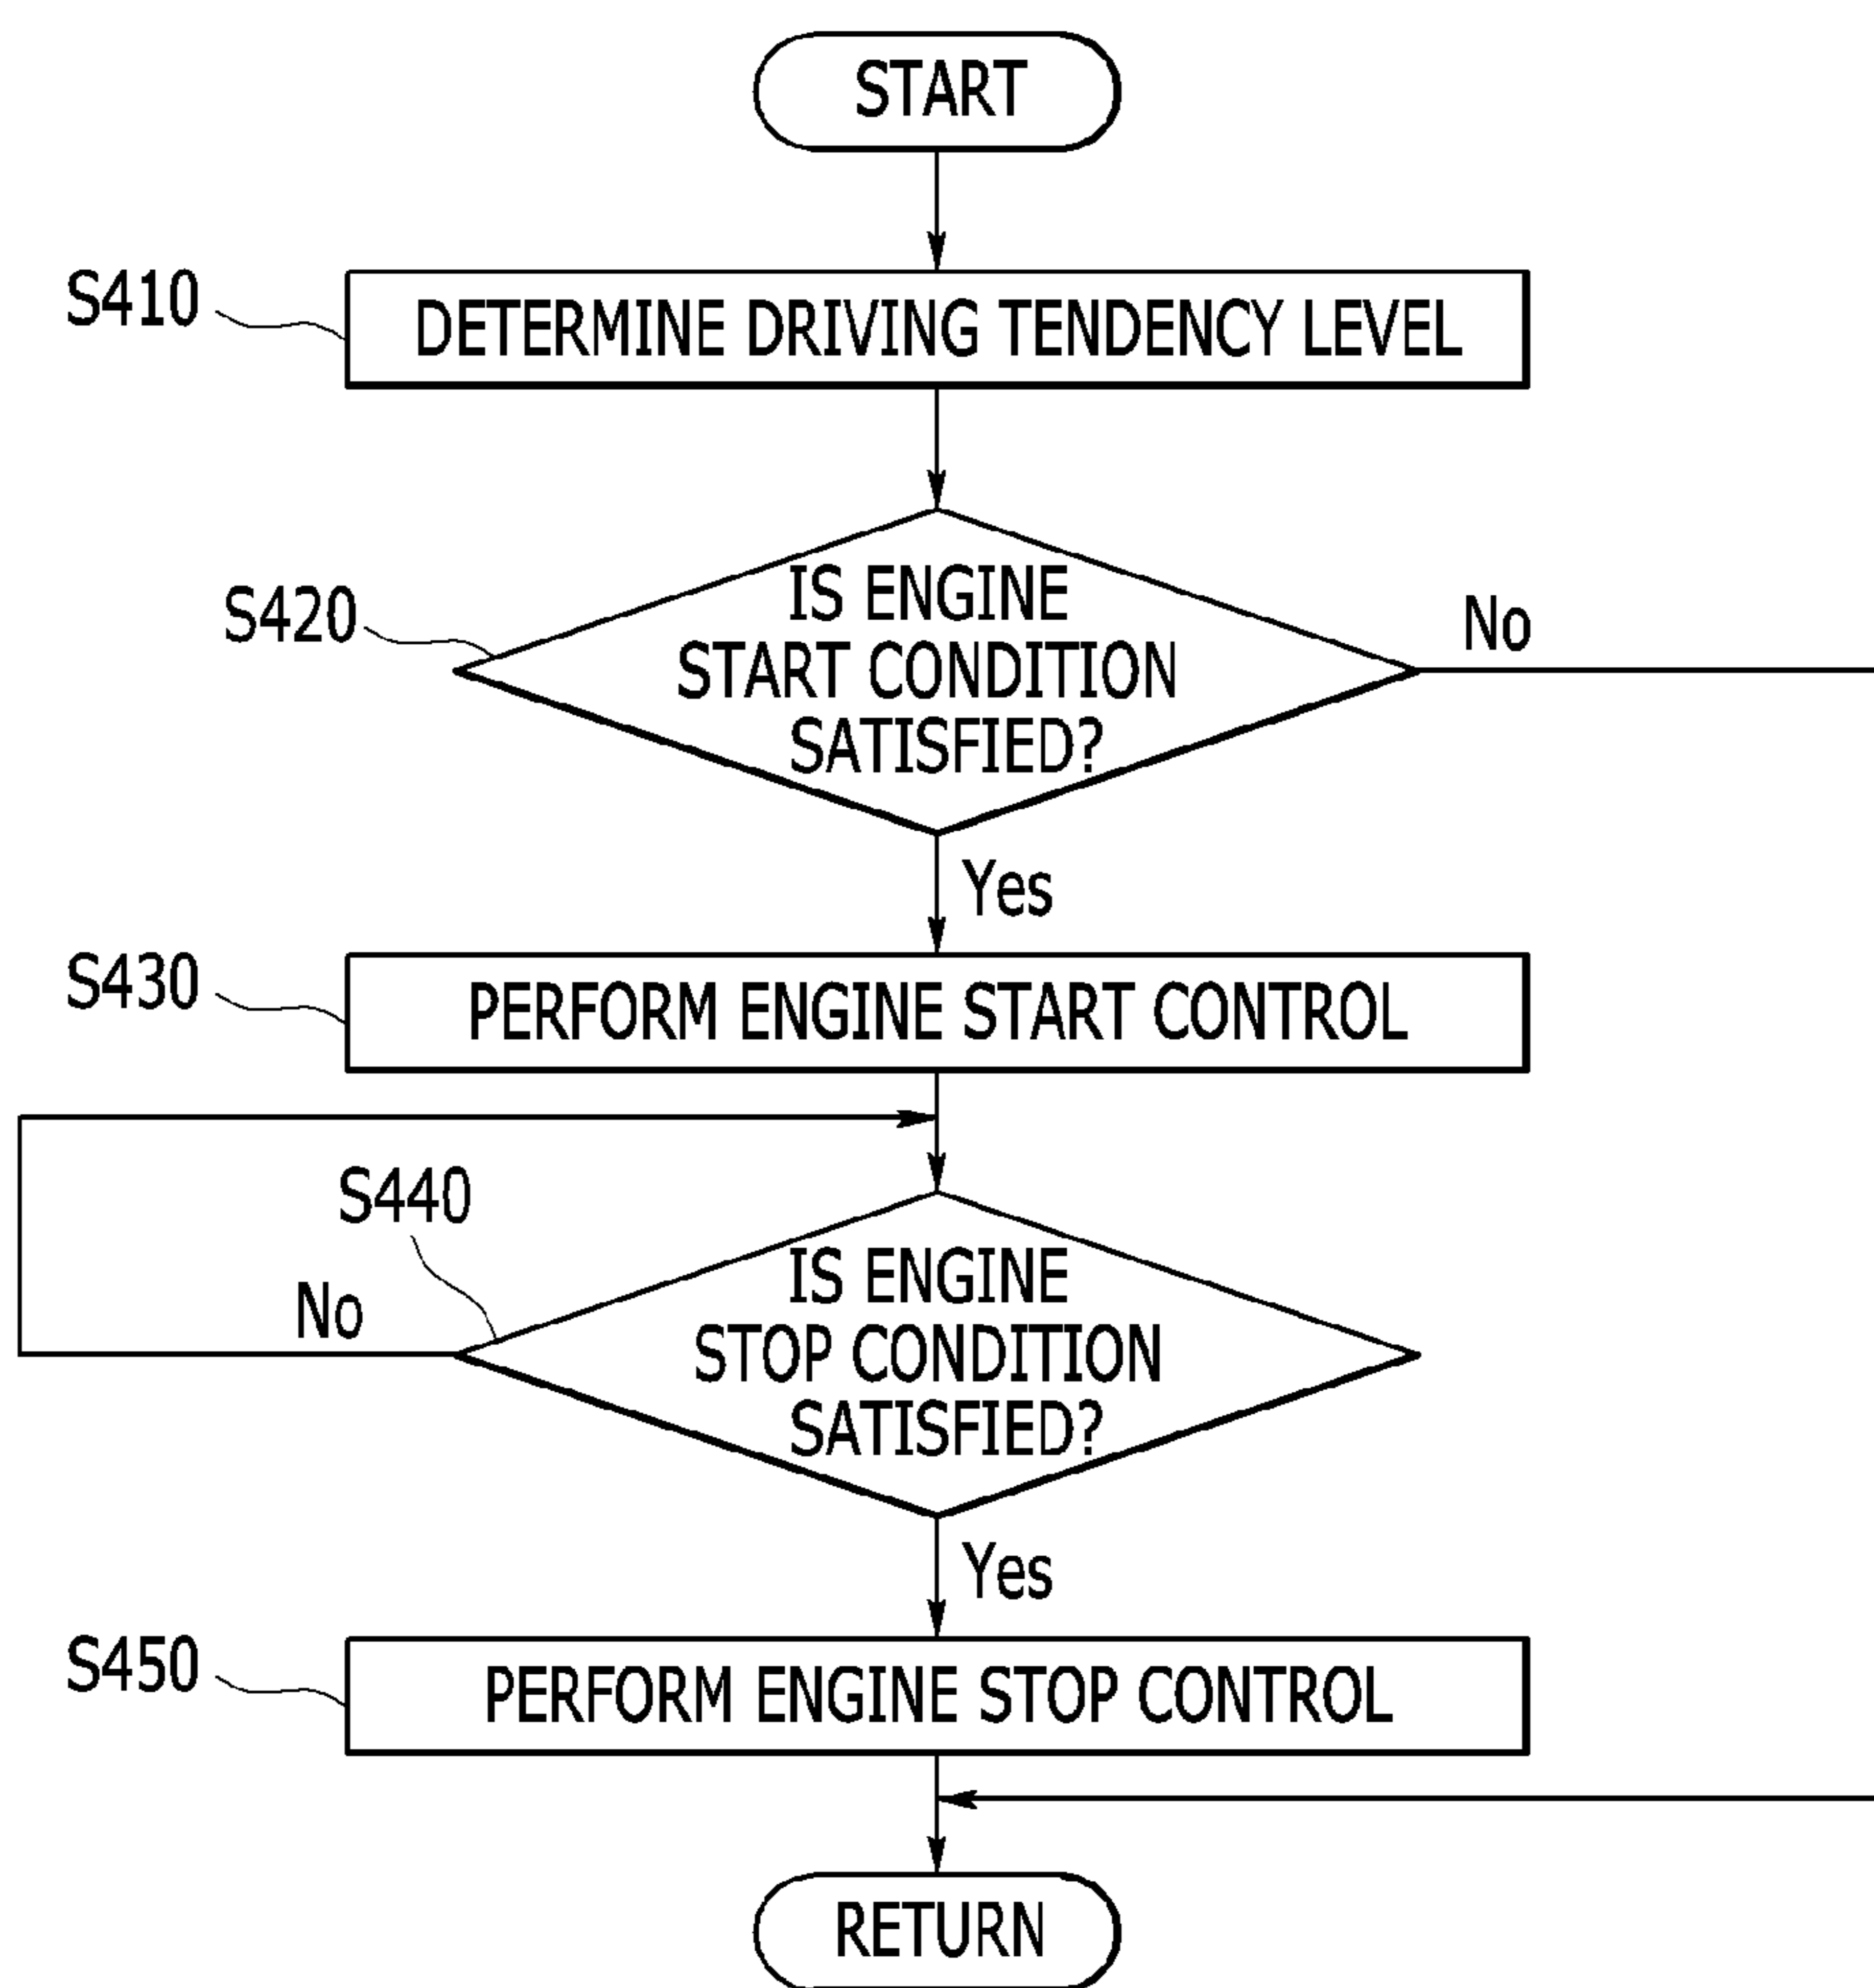 START
S410
DETERMINE DRIVING TENDENCY LEVEL
S420
IS ENGINE
START CONDITION
SATISFIED?
No
Yes
S430
PERFORM ENGINE START CONTROL
S440
IS ENGINE
STOP CONDITION
SATISFIED?
No
Yes
S450
PERFORM ENGINE STOP CONTROL
RETURN